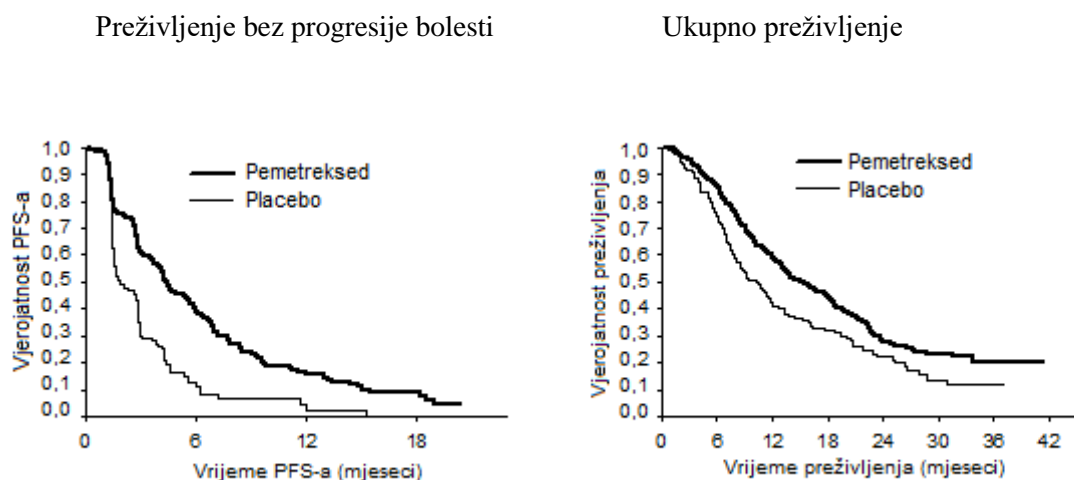 Preživljenje bez progresije bolesti
Ukupno preživljenje
Vjerojatnost PFS-a
1,0
0,9
0,8
0,7
0,6
0,5
0,4
0,3
0,2
0,1
0,0
Pemetreksed
Placebo
0 6 12 18
Vrijeme PFS-a (mjeseci)
Vjerojatnost preživljenja
1,0
0,9
0,8
0,7
0,6
0,5
0,4
0,3
0,2
0,1
0,0
Pemetreksed
Placebo
0 6 12 18 24 30 36 42
Vrijeme preživljenja (mjeseci)